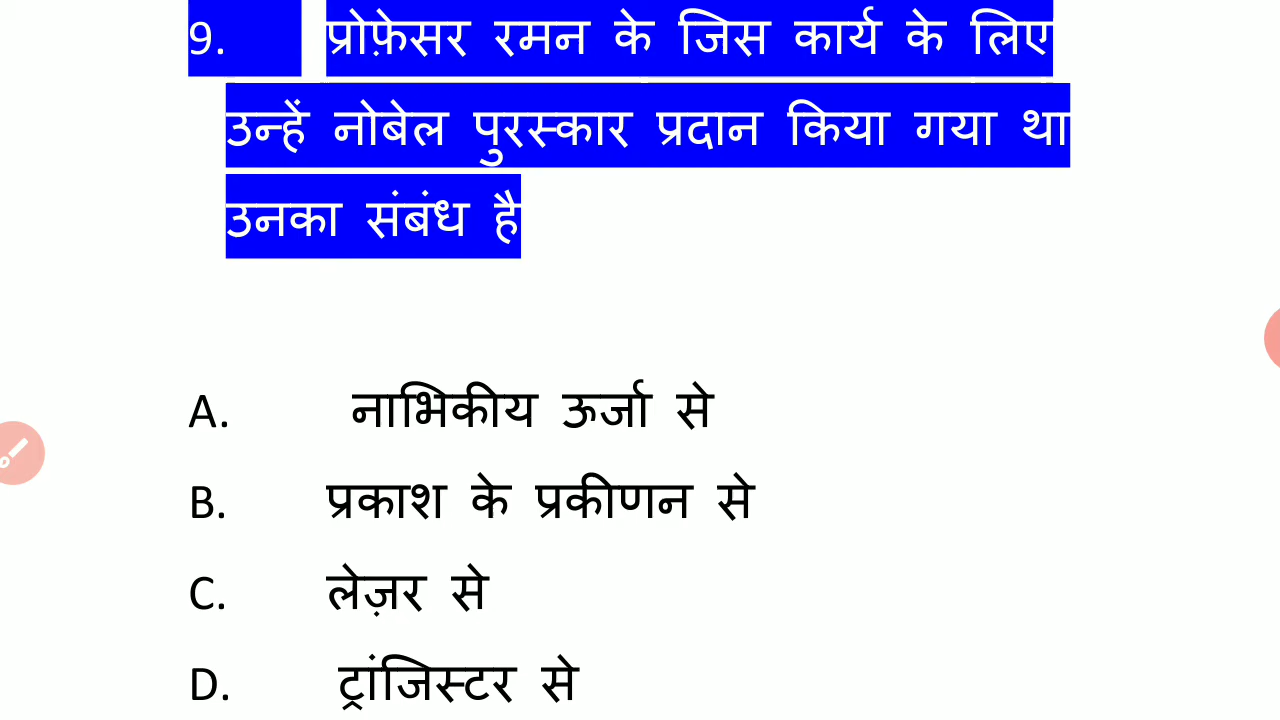 9. प्रोफ़ेसर रमन के जिस कार्य के लिए
उन्हें नोबेल पुरस्कार प्रदान किया गया था
उनका संबंध है
A. नाभिकीय ऊर्जा से
B. प्रकाश के प्रकीणन से
C. लेज़र से
D. ट्रांजिस्टर से